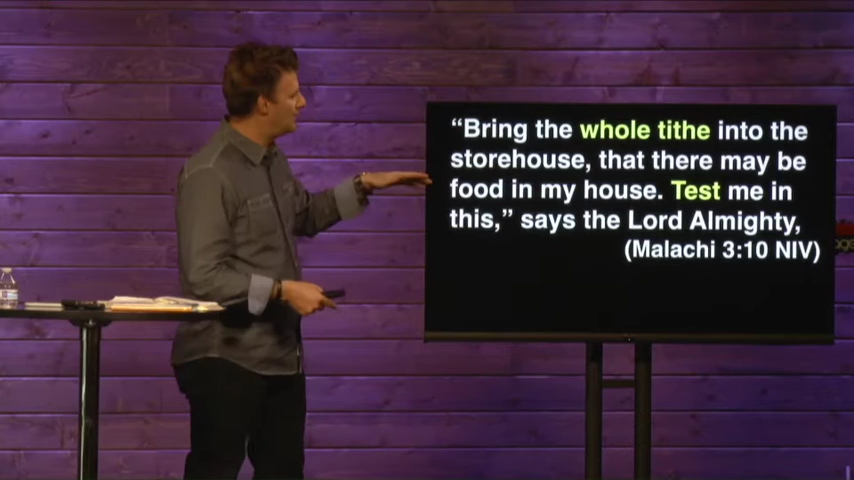 “Bring the whole tithe into the
storehouse, that there may be
food in my house. Test me in
this,” says the Lord Almighty,
(Malachi 3:10 NIV)